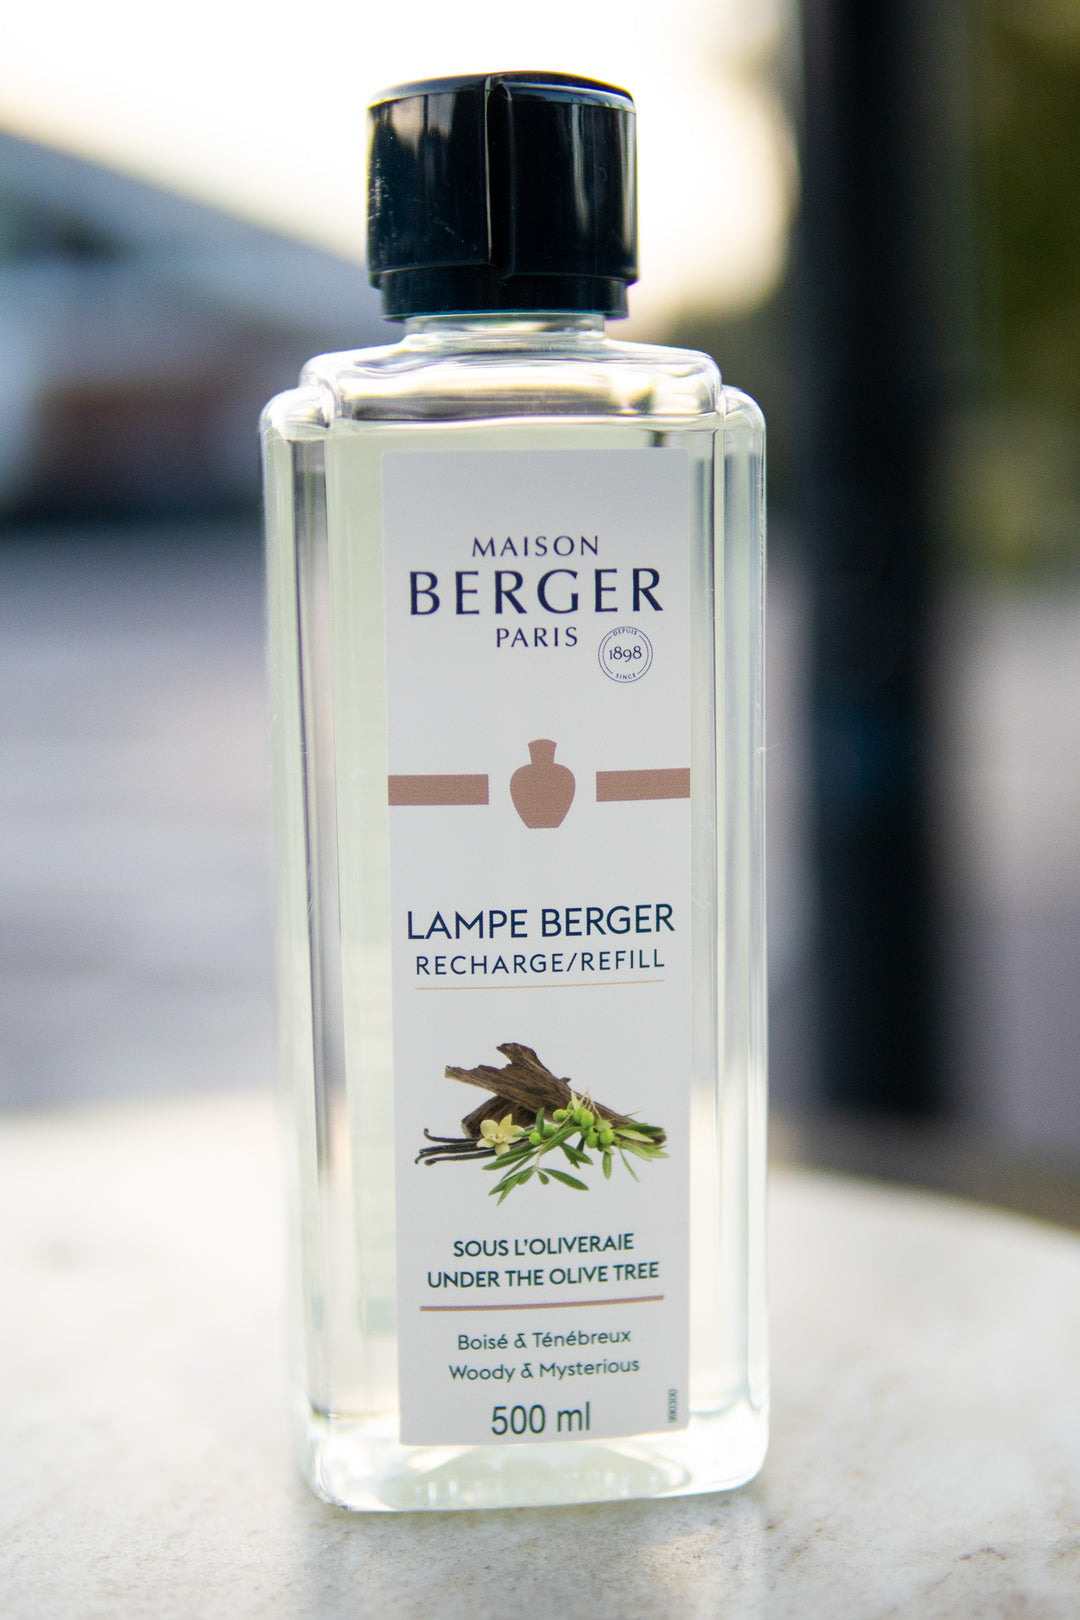 MAISON
BERGER
PARIS
DEPUIS
1898
SINCE
LAMPE BERGER
RECHARGE/REFILL
SOUS L'OLIVERAIE
UNDER THE OLIVE TREE
Boisé & Ténébreux
Woody & Mysterious
500 ml